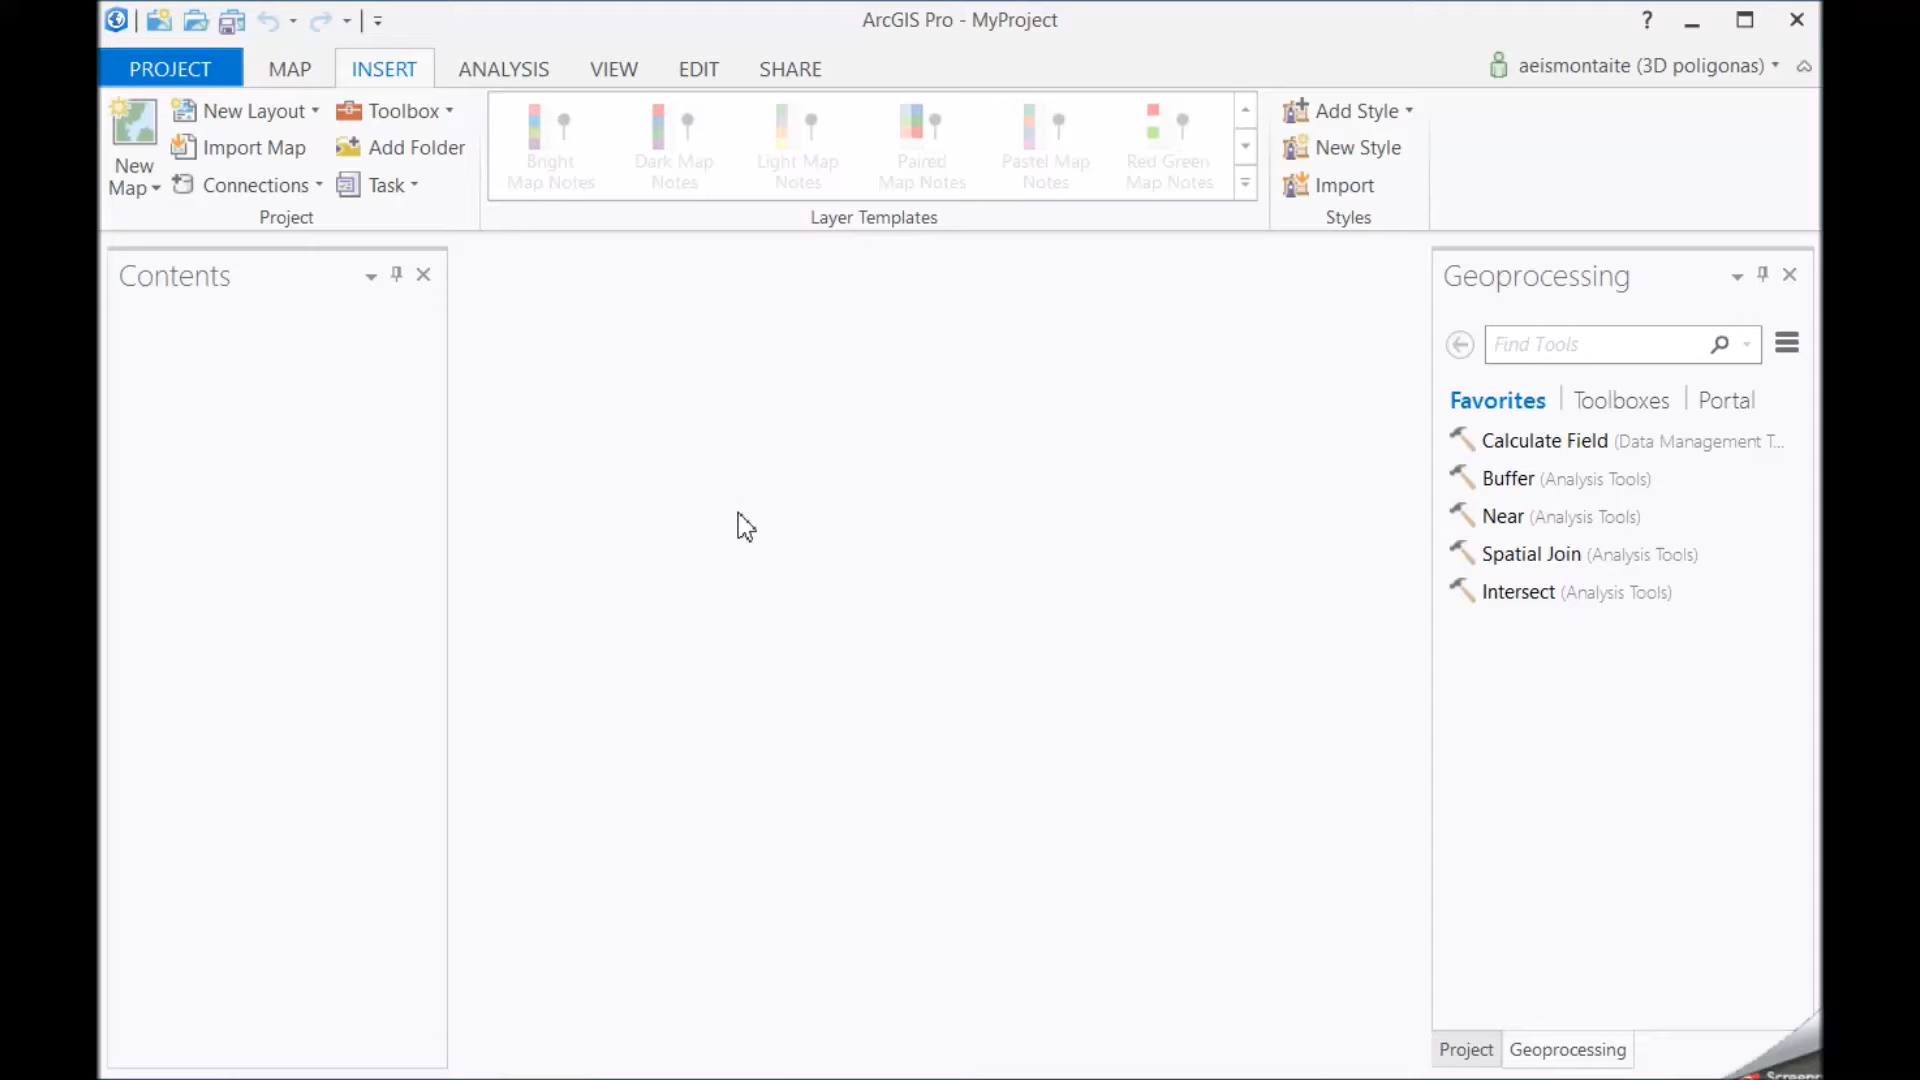 ArcGIS Pro - MyProject
?
PROJECT MAP INSERT ANALYSIS VIEW EDIT SHARE
aeismontaite (3D poligonas)
New
Map
New Layout
Import Map
Connections
Toolbox
Add Folder
Task
Project
Bright
Map Notes
Dark Map
Notes
Light Map
Notes
Paired
Map Notes
Pastel Map
Notes
Red Green
Map Notes
Layer Templates
Add Style
New Style
Import
Styles
Contents
Geoprocessing
Find Tools
Favorites Toolboxes Portal
Calculate Field (Data Management T...
Buffer (Analysis Tools)
Near (Analysis Tools)
Spatial Join (Analysis Tools)
Intersect (Analysis Tools)
Project Geoprocessing